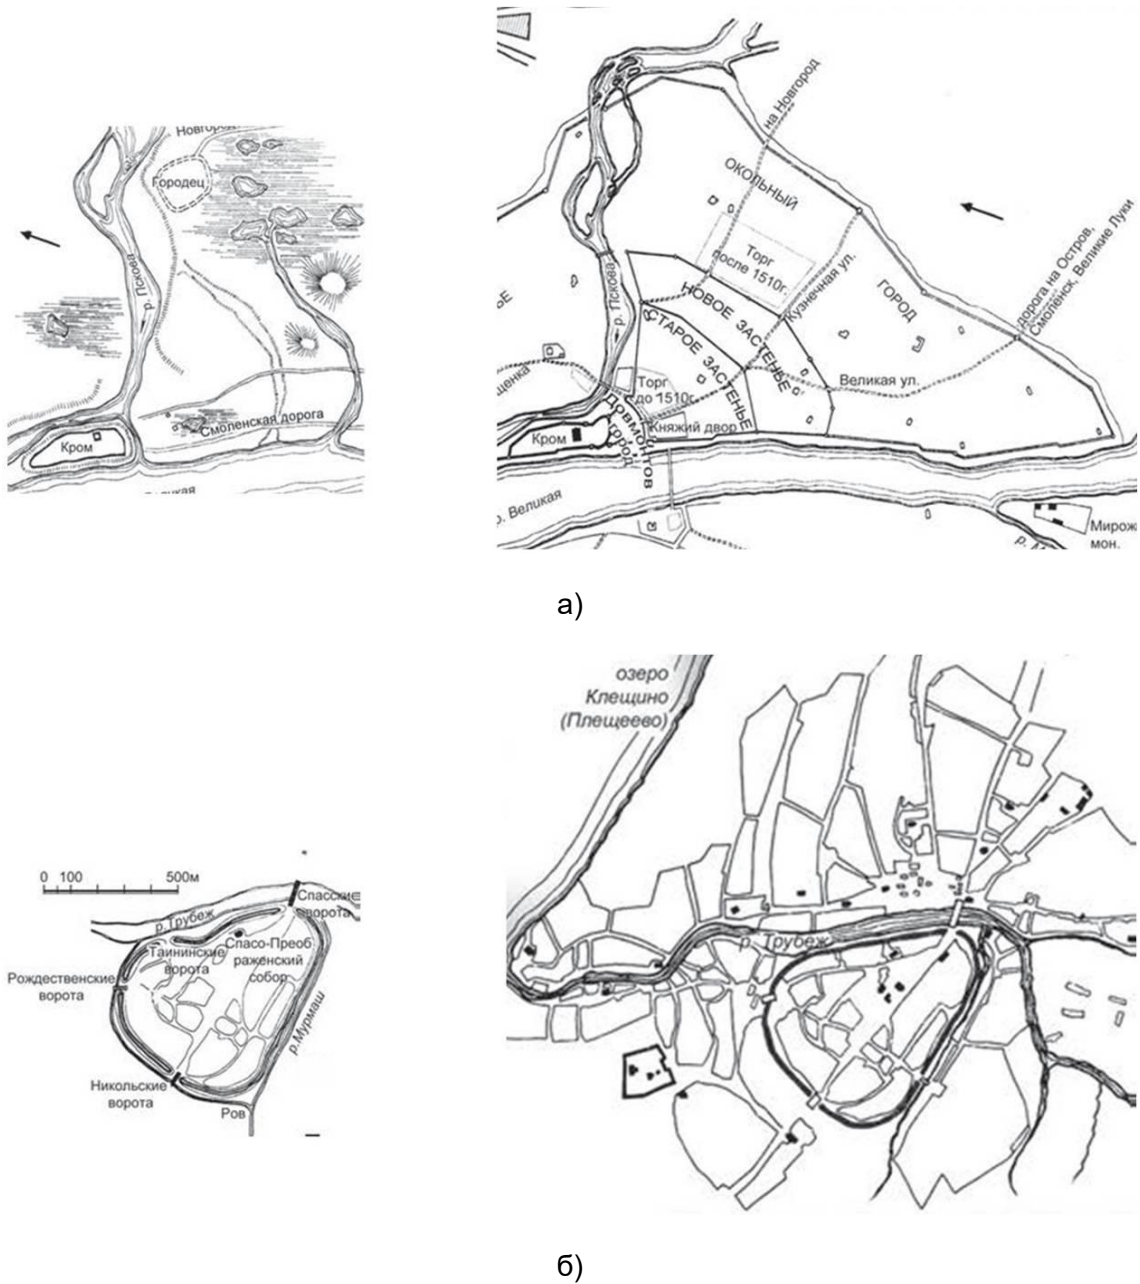 Новгород
Городец
р. Пскова
Смоленская дорога
Кром
на Новгород
ОКОЛЬНЫЙ
ГОРОД
Торг
после 1510г.
Кузнечная ул.
дорога на Остров,
Смоленск, Великие Луки
р. Пскова
НОВОЕ ЗАСТЕНЬЕ
СТАРОЕ ЗАСТЕНЬЕ
Великая ул.
Торг
до 1510г.
Довмонтов
город
Княжий двор
Кром
р. Великая
Мирож
мон.
а)
озеро
Клещино
(Плещеево)
р. Трубеж
0 100 500м
Спасские
ворота
р. Трубеж
Тайнинские
ворота
Спасо-Преоб
раженский
собор
Рождественские
ворота
р.Мурмаш
Никольские
ворота
Ров
б)